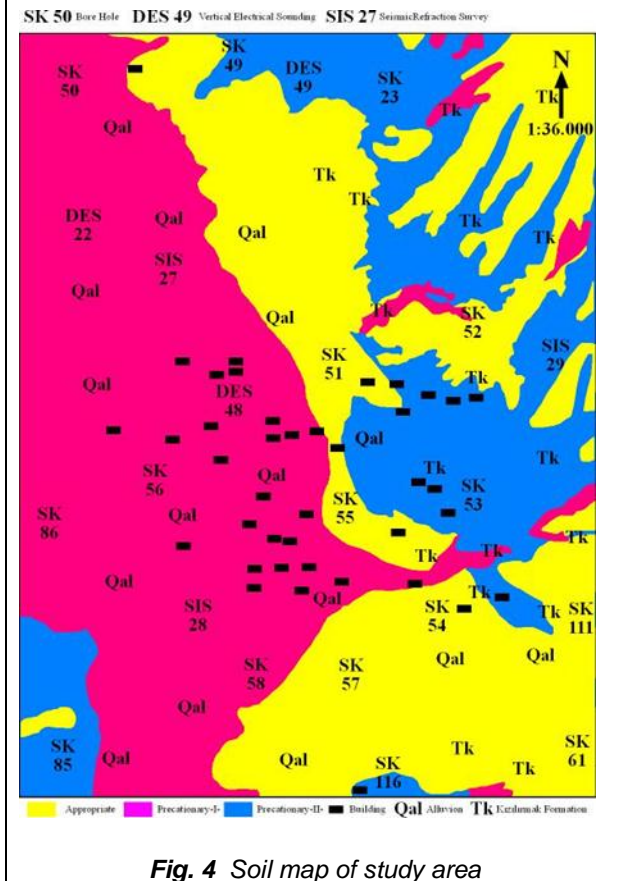 SK 50 Bore Hole DES 49 Vertical Electrical Sounding SIS 27 SeismicRefraction Survey
SK
49
SK
50
DES
49
SK
23
N
Tk
Tk
1:36.000
Qal
Tk
Tk
DES
22
Qal
Qal
Tk
Tk
SIS
27
Qal
Qal
Tk
SK
52
SK
51
SIS
29
Qal
DES
48
Tk
Qal
Tk
Tk
SK
56
Qal
SK
53
SK
55
SK
86
Qal
Tk
Tk
Tk
Qal
Qal
Tk
SIS
28
SK
54
Tk
SK
111
SK
58
SK
57
Qal
Qal
Qal
SK
85
Qal
Qal
SK
116
Tk
Tk
SK
61
Appropriate Precationary-I- Precationary-II- Building Qal Alluvion Tk Kızılırmak Formation
Fig. 4 Soil map of study area